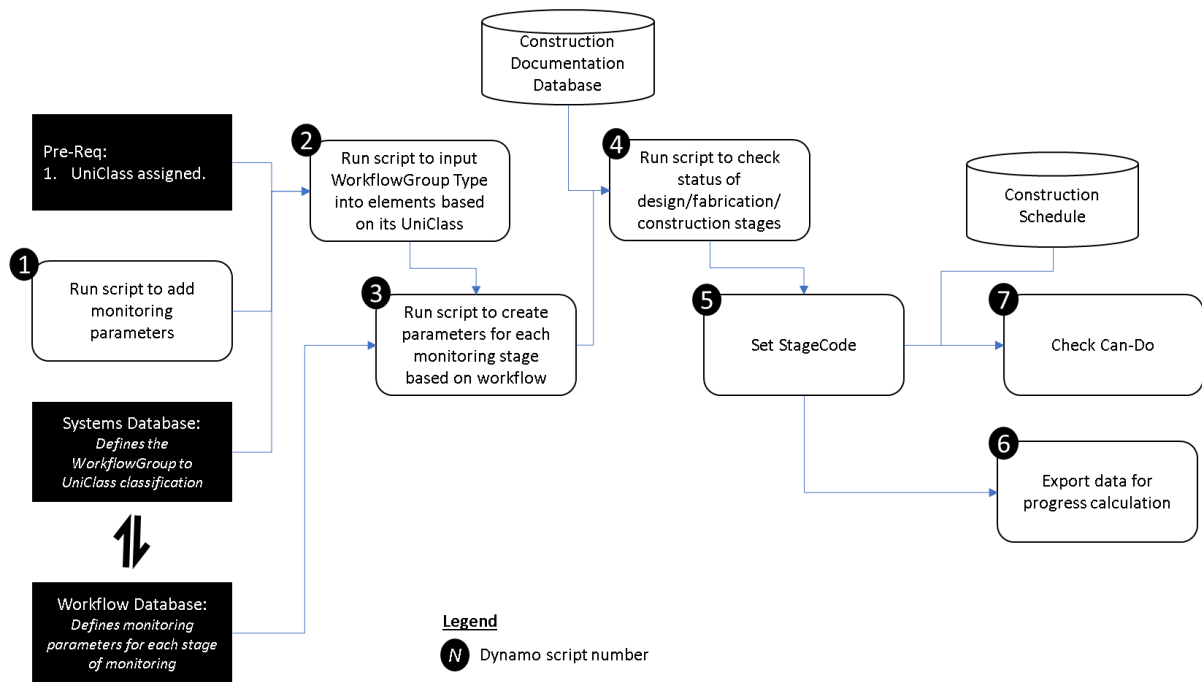 Construction
Documentation
Database
Pre-Req:
1. UniClass assigned.
2
Run script to input
WorkflowGroup Type
into elements based
on its UniClass
4
Run script to check
status of
design/fabrication/
construction stages
Construction
Schedule
1
Run script to add
monitoring
parameters
3
Run script to create
parameters for each
monitoring stage
based on workflow
5
Set StageCode
7
Check Can-Do
Systems Database:
Defines the
WorkflowGroup to
UniClass classification
6
Export data for
progress calculation
Workflow Database:
Defines monitoring
parameters for each stage
of monitoring
Legend
N Dynamo script number